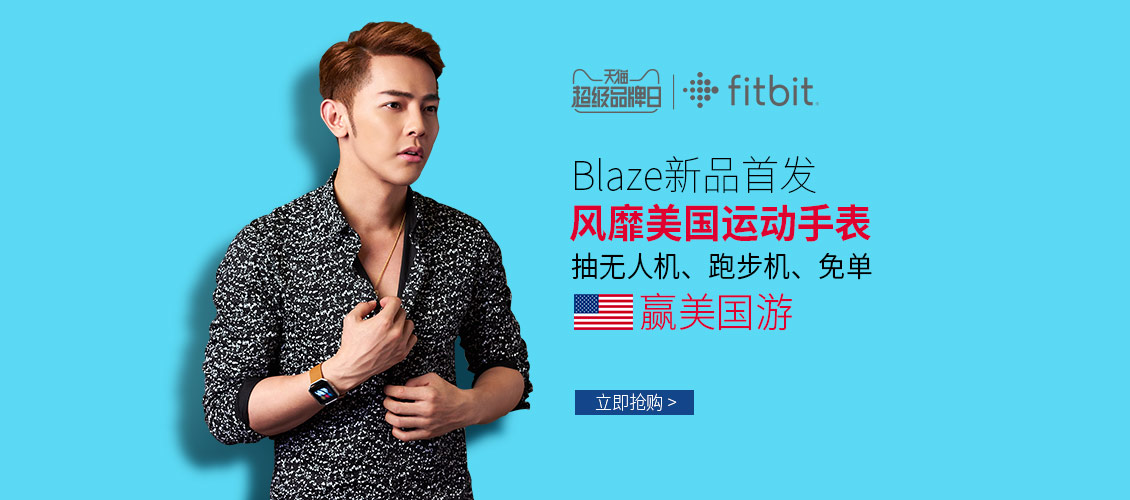 天猫
超级品牌日
fitbit
Blaze新品首发
风靡美国运动手表
抽无人机、跑步机、免单
赢美国游
立即抢购 >